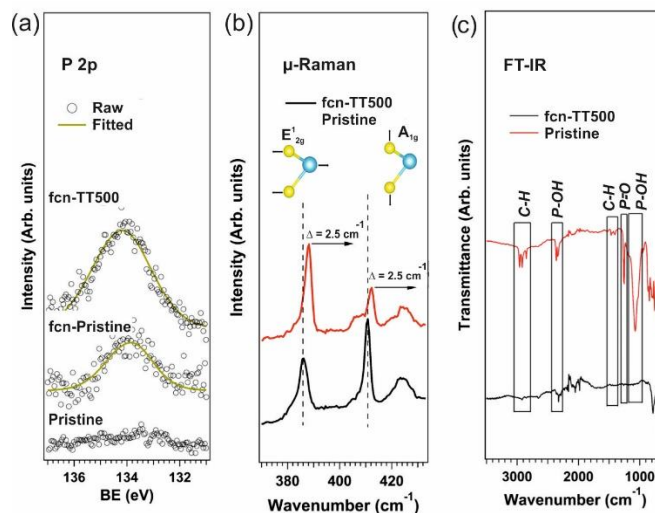 (a)
P 2p
Raw
Fitted
fcn-TT500
fcn-Pristine
Pristine
Intensity (Arb. units)
136 134 132
BE (eV)
(b)
μ-Raman
fcn-TT500
Pristine
E¹2g
A1g
Δ = 2.5 cm-1
Δ = 2.5 cm-1
Intensity (Arb. units)
380 400 420
Wavenumber (cm-1)
(c)
FT-IR
fcn-TT500
Pristine
C-H
P-OH
C-H
P=O
P-OH
Transmittance (Arb. units)
3000 2000 1000
Wavenumber (cm-1)